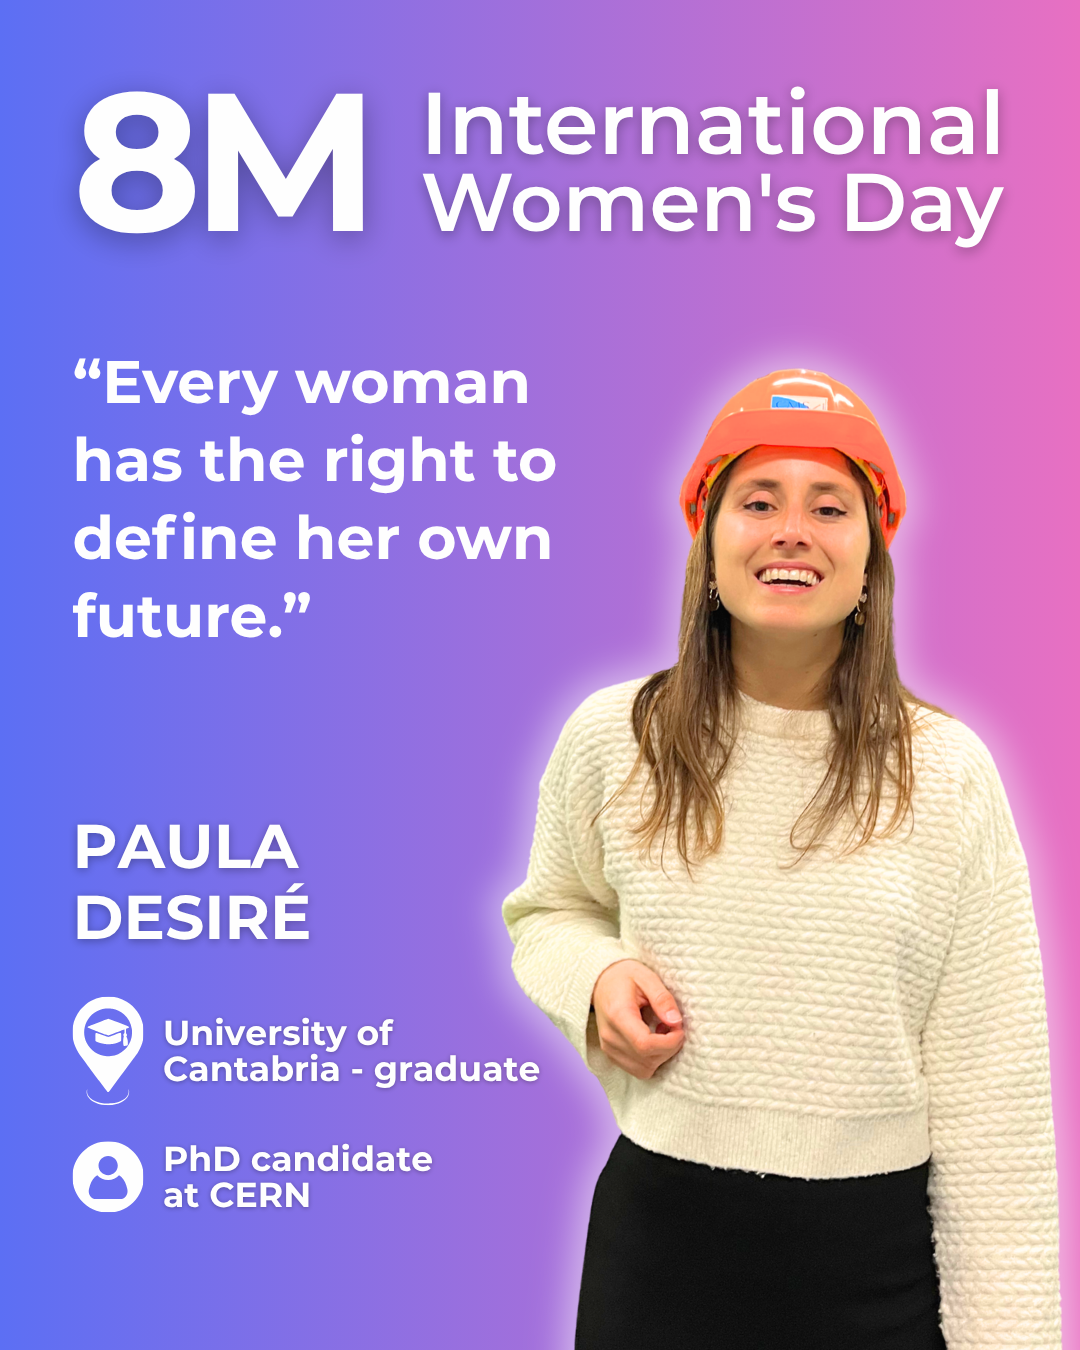 8M
International
Women's Day
“Every woman
has the right to
define her own
future.”
PAULA
DESIRÉ
University of
Cantabria - graduate
PhD candidate
at CERN